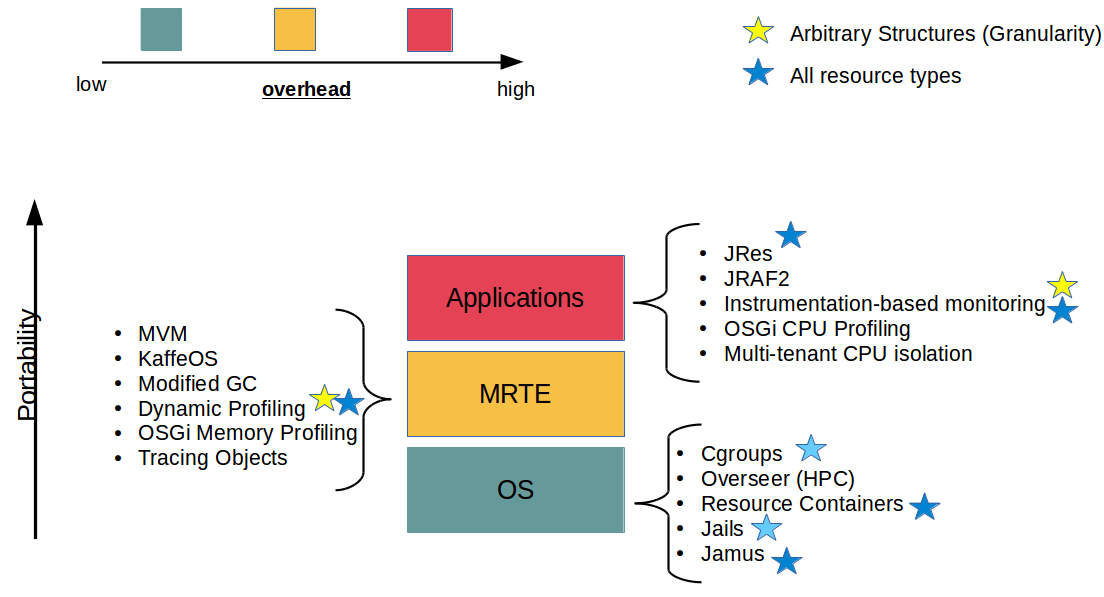 Arbitrary Structures (Granularity)
All resource types
low
overhead
high
Portability
• MVM
• KaffeOS
• Modified GC
• Dynamic Profiling
• OSGi Memory Profiling
• Tracing Objects
Applications
MRTE
OS
• JRes
• JRAF2
• Instrumentation-based monitoring
• OSGi CPU Profiling
• Multi-tenant CPU isolation
• Cgroups
• Overseer (HPC)
• Resource Containers
• Jails
• Jamus